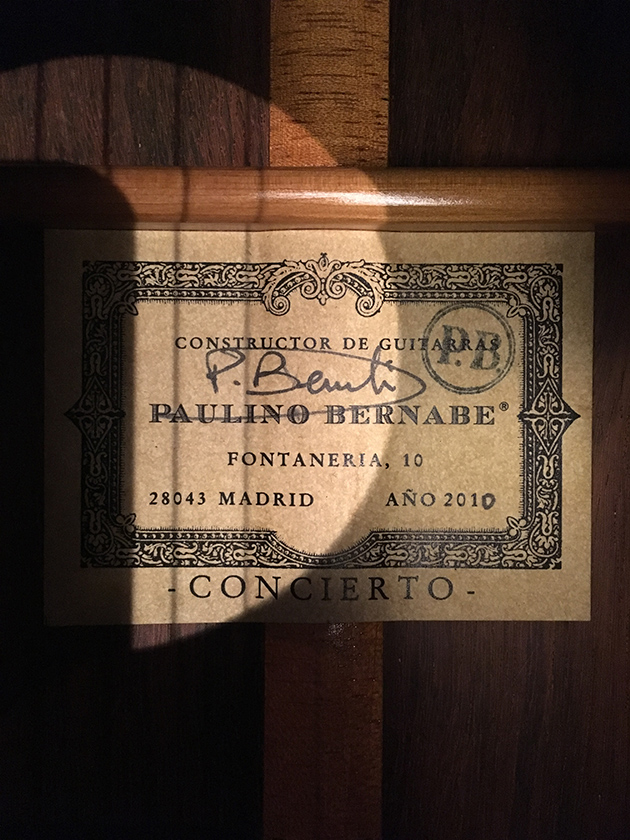 CONSTRUCTOR DE GUITARRAS
P.B
P. Bernabe
PAULINO BERNABE®
FONTANERIA, 10
28043 MADRID AÑO 2010
-CONCIERTO-